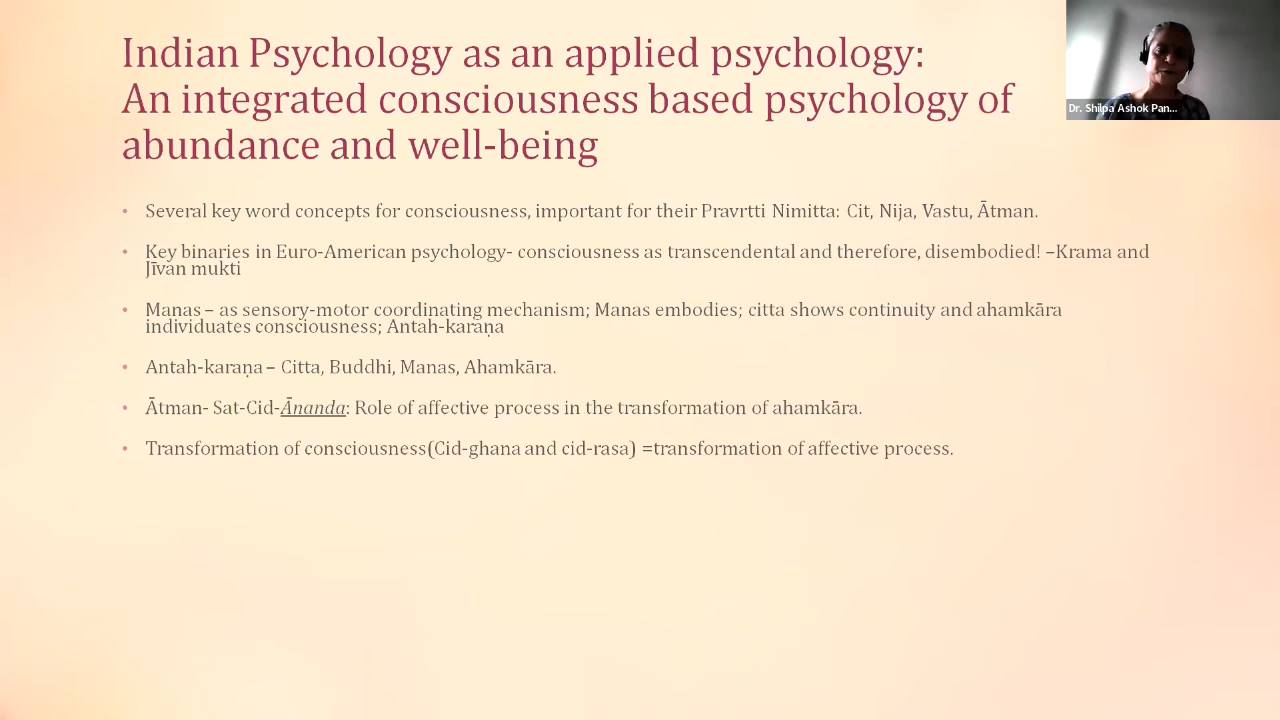 Indian Psychology as an applied psychology:
An integrated consciousness based psychology of
abundance and well-being
Dr. Shilpa Ashok Pan...
• Several key word concepts for consciousness, important for their Pravrtti Nimitta: Cit, Nija, Vastu, Ātman.
• Key binaries in Euro-American psychology- consciousness as transcendental and therefore, disembodied! –Krama and
Jīvan mukti
• Manas – as sensory-motor coordinating mechanism; Manas embodies; citta shows continuity and ahamkāra
individuates consciousness; Antah-karaṇa
• Antah-karaṇa – Citta, Buddhi, Manas, Ahamkāra.
• Ātman- Sat-Cid-Ānanda: Role of affective process in the transformation of ahamkāra.
• Transformation of consciousness(Cid-ghana and cid-rasa) =transformation of affective process.